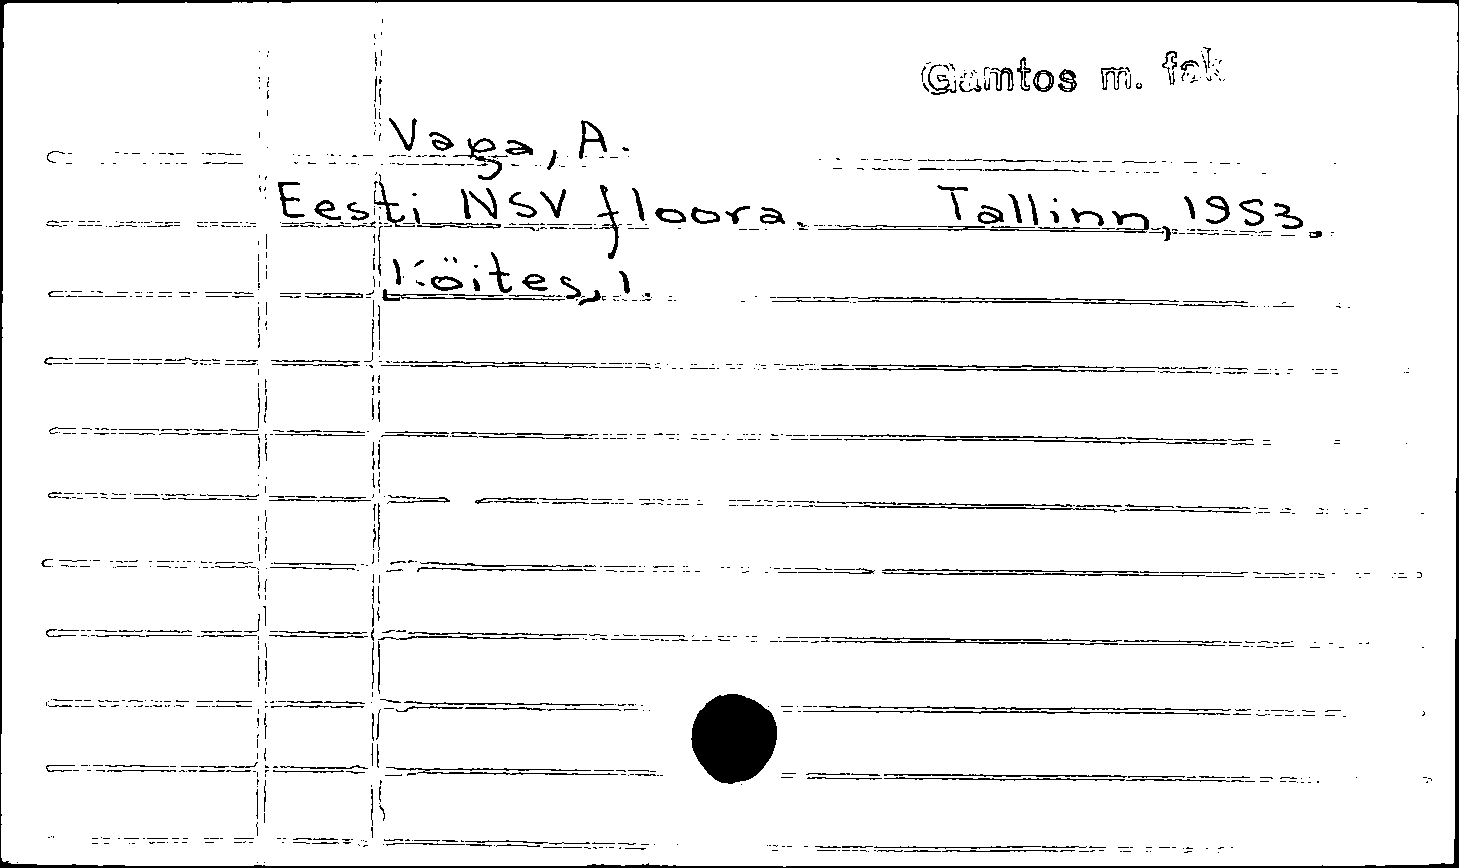 Gamtos m. fak
Vaga, A.
Eesti NSV floora. Tallinn, 1953.
Köites, 1.